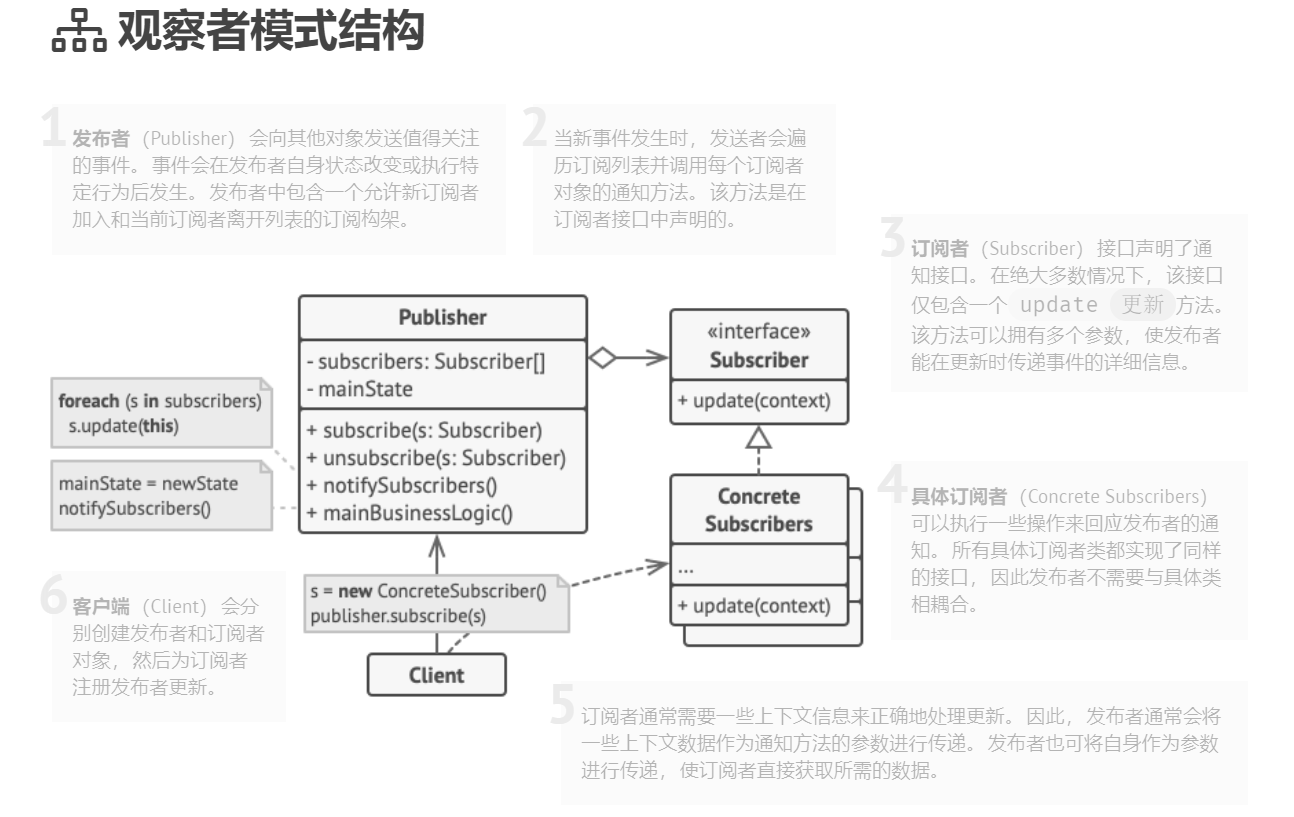 观察者模式结构
1
发布者（Publisher） 会向其他对象发送值得关注
的事件。 事件会在发布者自身状态改变或执行特
定行为后发生。 发布者中包含一个允许新订阅者
加入和当前订阅者离开列表的订阅构架。
2
当新事件发生时， 发送者会遍
历订阅列表并调用每个订阅者
对象的通知方法。 该方法是在
订阅者接口中声明的。
3
订阅者（Subscriber） 接口声明了通
知接口。 在绝大多数情况下， 该接口
仅包含一个 update 更新 方法。
该方法可以拥有多个参数， 使发布者
能在更新时传递事件的详细信息。
Publisher
- subscribers: Subscriber[]
- mainState
+ subscribe(s: Subscriber)
+ unsubscribe(s: Subscriber)
+ notifySubscribers()
+ mainBusinessLogic()
«interface»
Subscriber
+ update(context)
foreach (s in subscribers)
s.update(this)
mainState = newState
notifySubscribers()
Concrete
Subscribers
...
+ update(context)
4
具体订阅者（Concrete Subscribers）
可以执行一些操作来回应发布者的通
知。 所有具体订阅者类都实现了同样
的接口， 因此发布者不需要与具体类
相耦合。
6
客户端（Client） 会分
别创建发布者和订阅者
对象， 然后为订阅者
注册发布者更新。
s = new ConcreteSubscriber()
publisher.subscribe(s)
Client
5
订阅者通常需要一些上下文信息来正确地处理更新。 因此， 发布者通常会将
一些上下文数据作为通知方法的参数进行传递。 发布者也可将自身作为参数
进行传递， 使订阅者直接获取所需的数据。